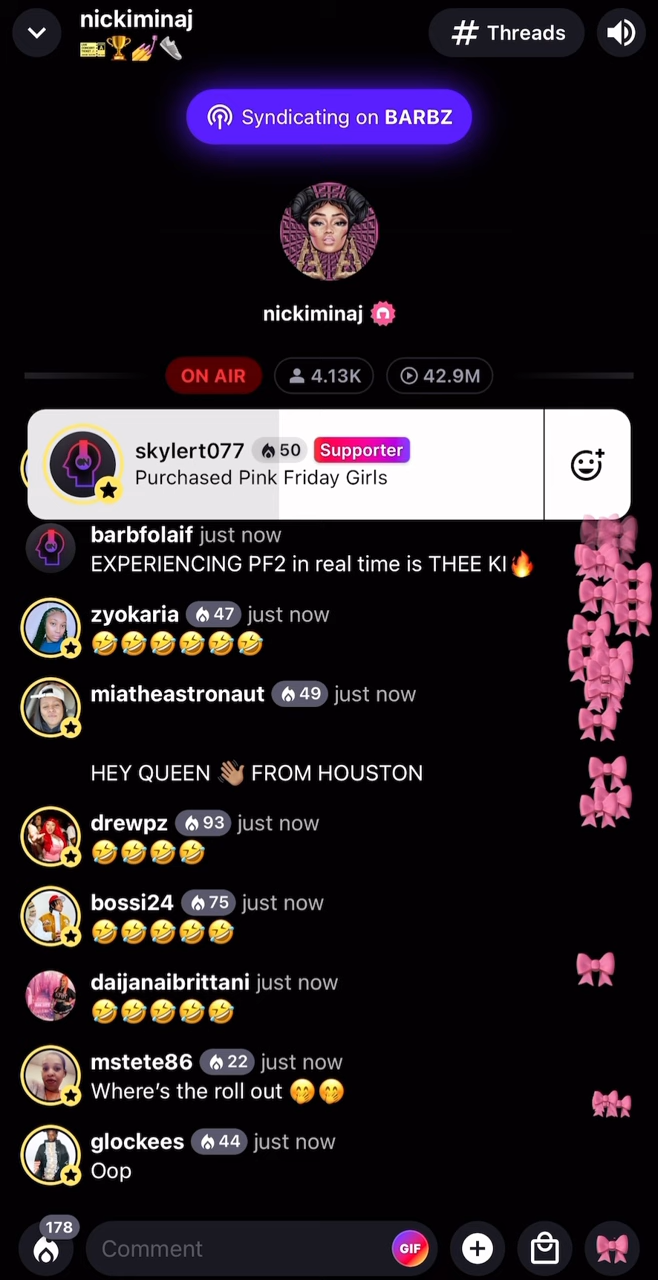 nickiminaj
🎫🏆💅👟
# Threads
Syndicating on BARBZ
nickiminaj
ON AIR
4.13K
42.9M
skylert077 50 Supporter
Purchased Pink Friday Girls
barbfolaif just now
EXPERIENCING PF2 in real time is THEE KI🔥
zyokaria 47 just now
🤣🤣🤣🤣🤣🤣
miatheastronaut 49 just now
HEY QUEEN 👋🏽 FROM HOUSTON
drewpz 93 just now
🤣🤣🤣🤣
bossi24 75 just now
🤣🤣🤣🤣🤣
daijanaibrittani just now
🤣🤣🤣🤣🤣
mstete86 22 just now
Where’s the roll out 🤭🤭
glockees 44 just now
Oop
178
Comment
GIF